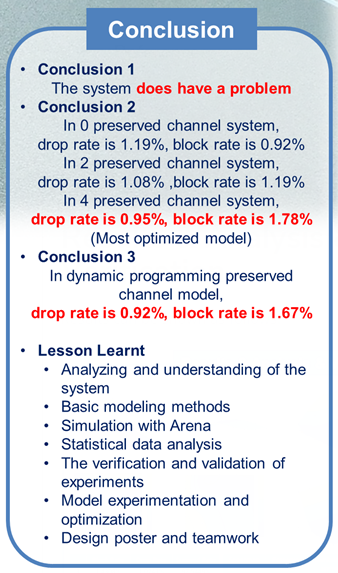 Conclusion
• Conclusion 1
The system does have a problem
• Conclusion 2
In 0 preserved channel system,
drop rate is 1.19%, block rate is 0.92%
In 2 preserved channel system,
drop rate is 1.08% ,block rate is 1.19%
In 4 preserved channel system,
drop rate is 0.95%, block rate is 1.78%
(Most optimized model)
• Conclusion 3
In dynamic programming preserved
channel model,
drop rate is 0.92%, block rate is 1.67%
• Lesson Learnt
• Analyzing and understanding of the
system
• Basic modeling methods
• Simulation with Arena
• Statistical data analysis
• The verification and validation of
experiments
• Model experimentation and
optimization
• Design poster and teamwork